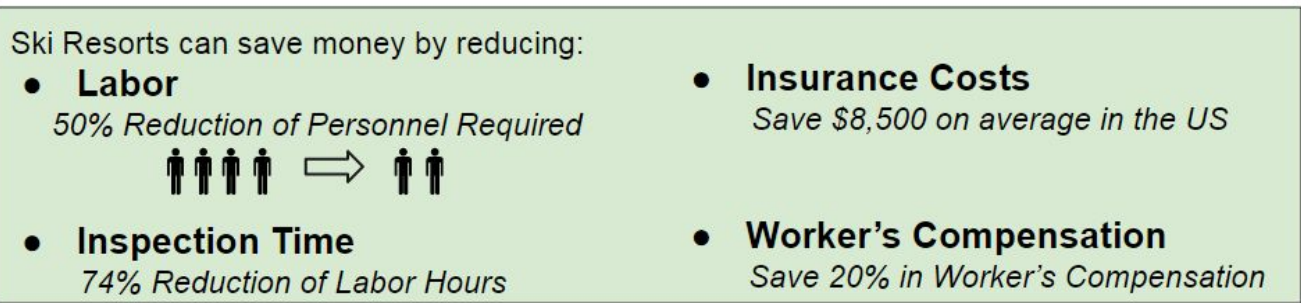 Ski Resorts can save money by reducing:
● Labor
50% Reduction of Personnel Required
● Inspection Time
74% Reduction of Labor Hours
● Insurance Costs
Save $8,500 on average in the US
● Worker's Compensation
Save 20% in Worker's Compensation